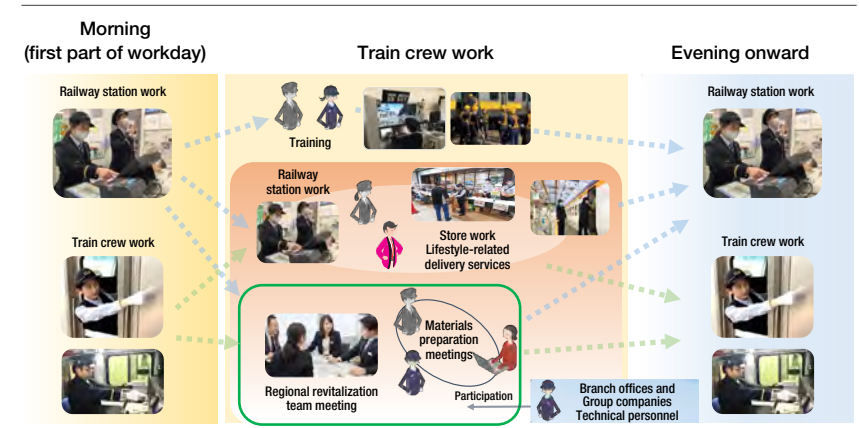 Morning
(first part of workday)
Train crew work
Evening onward
Railway station work
Train crew work
Training
Railway
station work
Store work
Lifestyle-related
delivery services
Materials
preparation
meetings
Regional revitalization
team meeting
Participation
Branch offices and
Group companies
Technical personnel
Railway station work
Train crew work